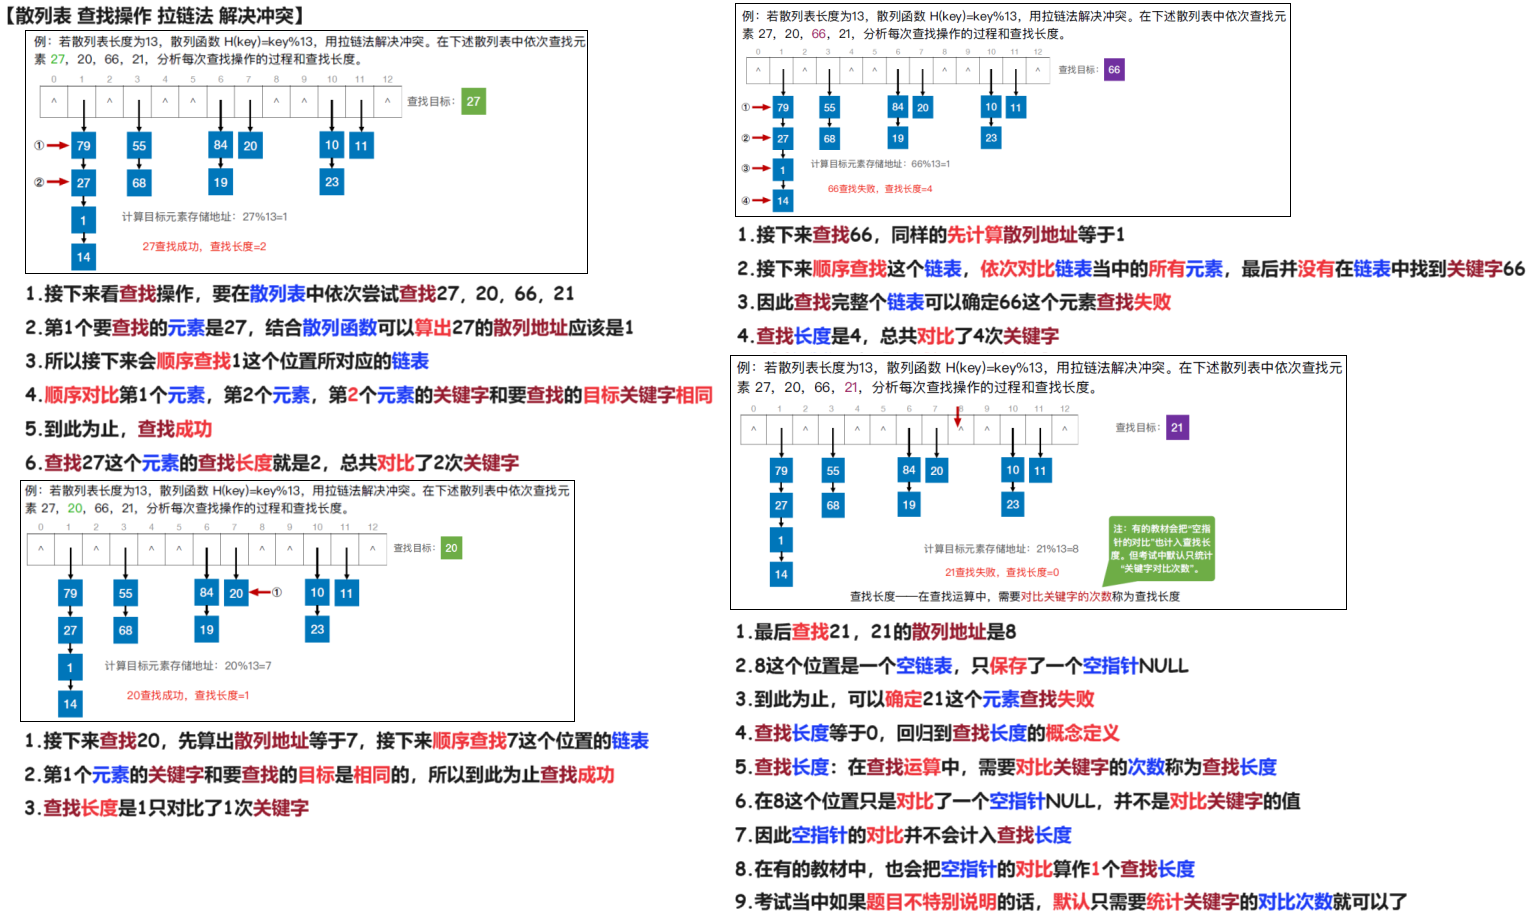 【散列表 查找操作 拉链法 解决冲突】
例：若散列表长度为13，散列函数 H(key)=key%13，用拉链法解决冲突。在下述散列表中依次查找元
素 27，20，66，21，分析每次查找操作的过程和查找长度。
0 1 2 3 4 5 6 7 8 9 10 11 12
^ ^ ^ ^ ^ ^ ^
查找目标： 27
① 79 55 84 20 10 11
② 27 68 19 23
1
计算目标元素存储地址：27%13=1
27查找成功，查找长度=2
14
1.接下来看查找操作，要在散列表中依次尝试查找27，20，66，21
2.第1个要查找的元素是27，结合散列函数可以算出27的散列地址应该是1
3.所以接下来会顺序查找1这个位置所对应的链表
4.顺序对比第1个元素，第2个元素，第2个元素的关键字和要查找的目标关键字相同
5.到此为止，查找成功
6.查找27这个元素的查找长度就是2，总共对比了2次关键字
例：若散列表长度为13，散列函数 H(key)=key%13，用拉链法解决冲突。在下述散列表中依次查找元
素 27，20，66，21，分析每次查找操作的过程和查找长度。
0 1 2 3 4 5 6 7 8 9 10 11 12
^ ^ ^ ^ ^ ^ ^
查找目标： 20
79 55 84 20 ① 10 11
27 68 19 23
1
计算目标元素存储地址：20%13=7
20查找成功，查找长度=1
14
1.接下来查找20，先算出散列地址等于7，接下来顺序查找7这个位置的链表
2.第1个元素的关键字和要查找的目标是相同的，所以到此为止查找成功
3.查找长度是1只对比了1次关键字
例：若散列表长度为13，散列函数 H(key)=key%13，用拉链法解决冲突。在下述散列表中依次查找元
素 27，20，66，21，分析每次查找操作的过程和查找长度。
0 1 2 3 4 5 6 7 8 9 10 11 12
^ ^ ^ ^ ^ ^ ^
查找目标： 66
① 79 55 84 20 10 11
② 27 68 19 23
③ 1
计算目标元素存储地址：66%13=1
66查找失败，查找长度=4
④ 14
1.接下来查找66，同样的先计算散列地址等于1
2.接下来顺序查找这个链表，依次对比链表当中的所有元素，最后并没有在链表中找到关键字66
3.因此查找完整个链表可以确定66这个元素查找失败
4.查找长度是4，总共对比了4次关键字
例：若散列表长度为13，散列函数 H(key)=key%13，用拉链法解决冲突。在下述散列表中依次查找元
素 27，20，66，21，分析每次查找操作的过程和查找长度。
0 1 2 3 4 5 6 7 8 9 10 11 12
^ ^ ^ ^ ^ ^ ^
查找目标： 21
79 55 84 20 10 11
27 68 19 23
1
14
注：有的教材会把“空指
针的对比”也计入查找长
度。但考试中默认只统计
“关键字对比次数”。
计算目标元素存储地址：21%13=8
21查找失败，查找长度=0
查找长度——在查找运算中，需要对比关键字的次数称为查找长度
1.最后查找21，21的散列地址是8
2.8这个位置是一个空链表，只保存了一个空指针NULL
3.到此为止，可以确定21这个元素查找失败
4.查找长度等于0，回归到查找长度的概念定义
5.查找长度：在查找运算中，需要对比关键字的次数称为查找长度
6.在8这个位置只是对比了一个空指针NULL，并不是对比关键字的值
7.因此空指针的对比并不会计入查找长度
8.在有的教材中，也会把空指针的对比算作1个查找长度
9.考试当中如果题目不特别说明的话，默认只需要统计关键字的对比次数就可以了